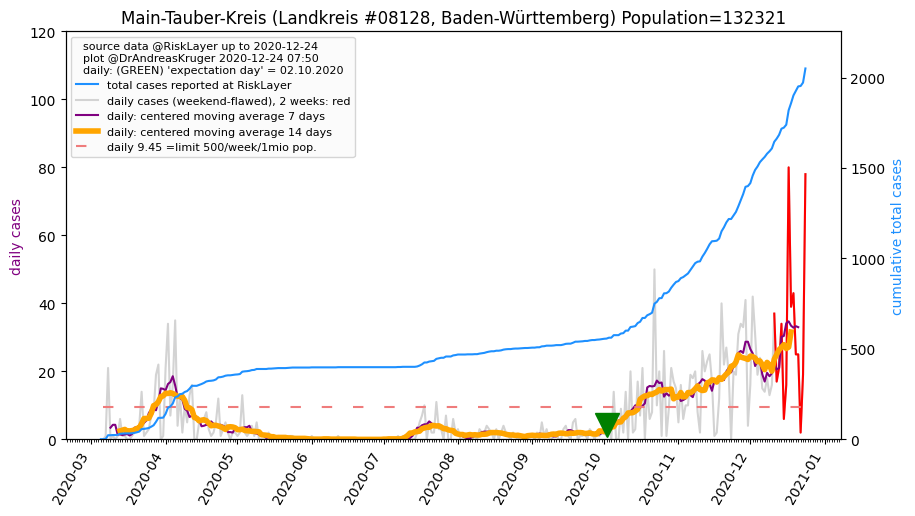 Main-Tauber-Kreis (Landkreis #08128, Baden-Württemberg) Population=132321
source data @RiskLayer up to 2020-12-24
plot @DrAndreasKruger 2020-12-24 07:50
daily: (GREEN) 'expectation day' = 02.10.2020
total cases reported at RiskLayer
daily cases (weekend-flawed), 2 weeks: red
daily: centered moving average 7 days
daily: centered moving average 14 days
daily 9.45 =limit 500/week/1mio pop.
daily cases
120
100
80
60
40
20
0
cumulative total cases
2000
1500
1000
500
0
2020-03
2020-04
2020-05
2020-06
2020-07
2020-08
2020-09
2020-10
2020-11
2020-12
2021-01